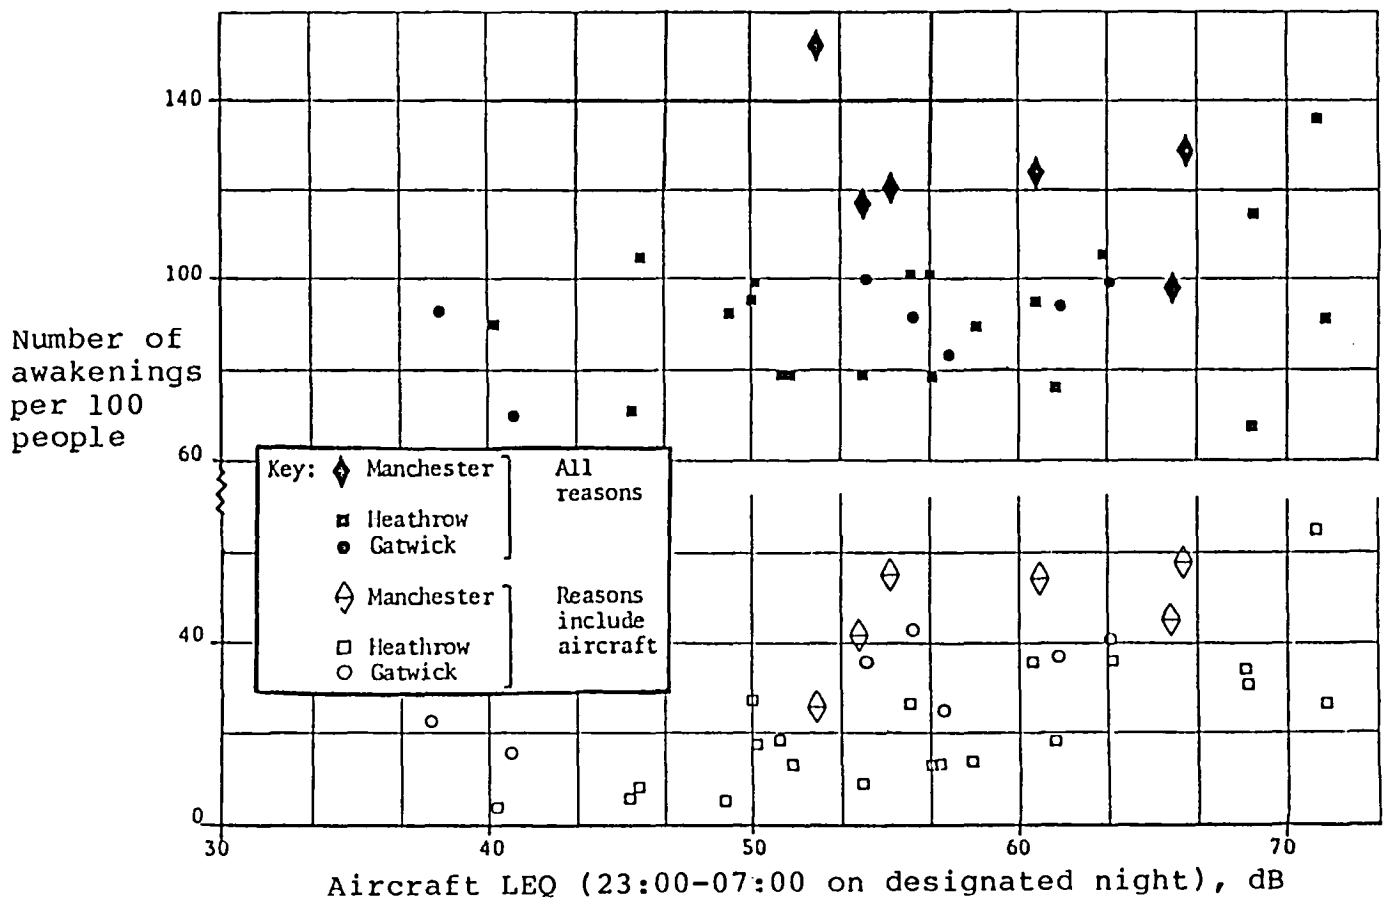 140
100
Number of
awakenings
per 100
people
60
Key: Manchester All
reasons
Heathrow
Gatwick
Manchester Reasons
include
Heathrow aircraft
Gatwick
40
0
30 40 50 60 70
Aircraft LEQ (23:00-07:00 on designated night), dB